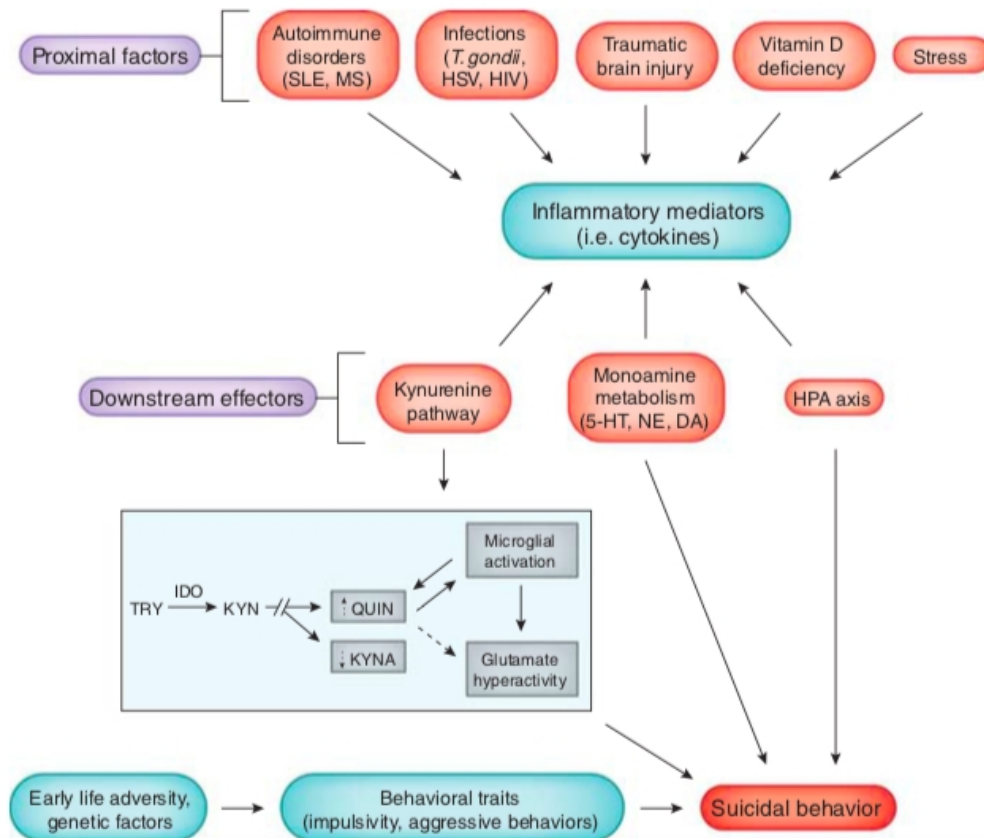 Proximal factors
Autoimmune
disorders
(SLE, MS)
Infections
(T. gondii,
HSV, HIV)
Traumatic
brain injury
Vitamin D
deficiency
Stress
Inflammatory mediators
(i.e. cytokines)
Downstream effectors
Kynurenine
pathway
Monoamine
metabolism
(5-HT, NE, DA)
HPA axis
Microglial
activation
IDO
TRY
KYN
↑ QUIN
↓ KYNA
Glutamate
hyperactivity
Early life adversity,
genetic factors
Behavioral traits
(impulsivity, aggressive behaviors)
Suicidal behavior